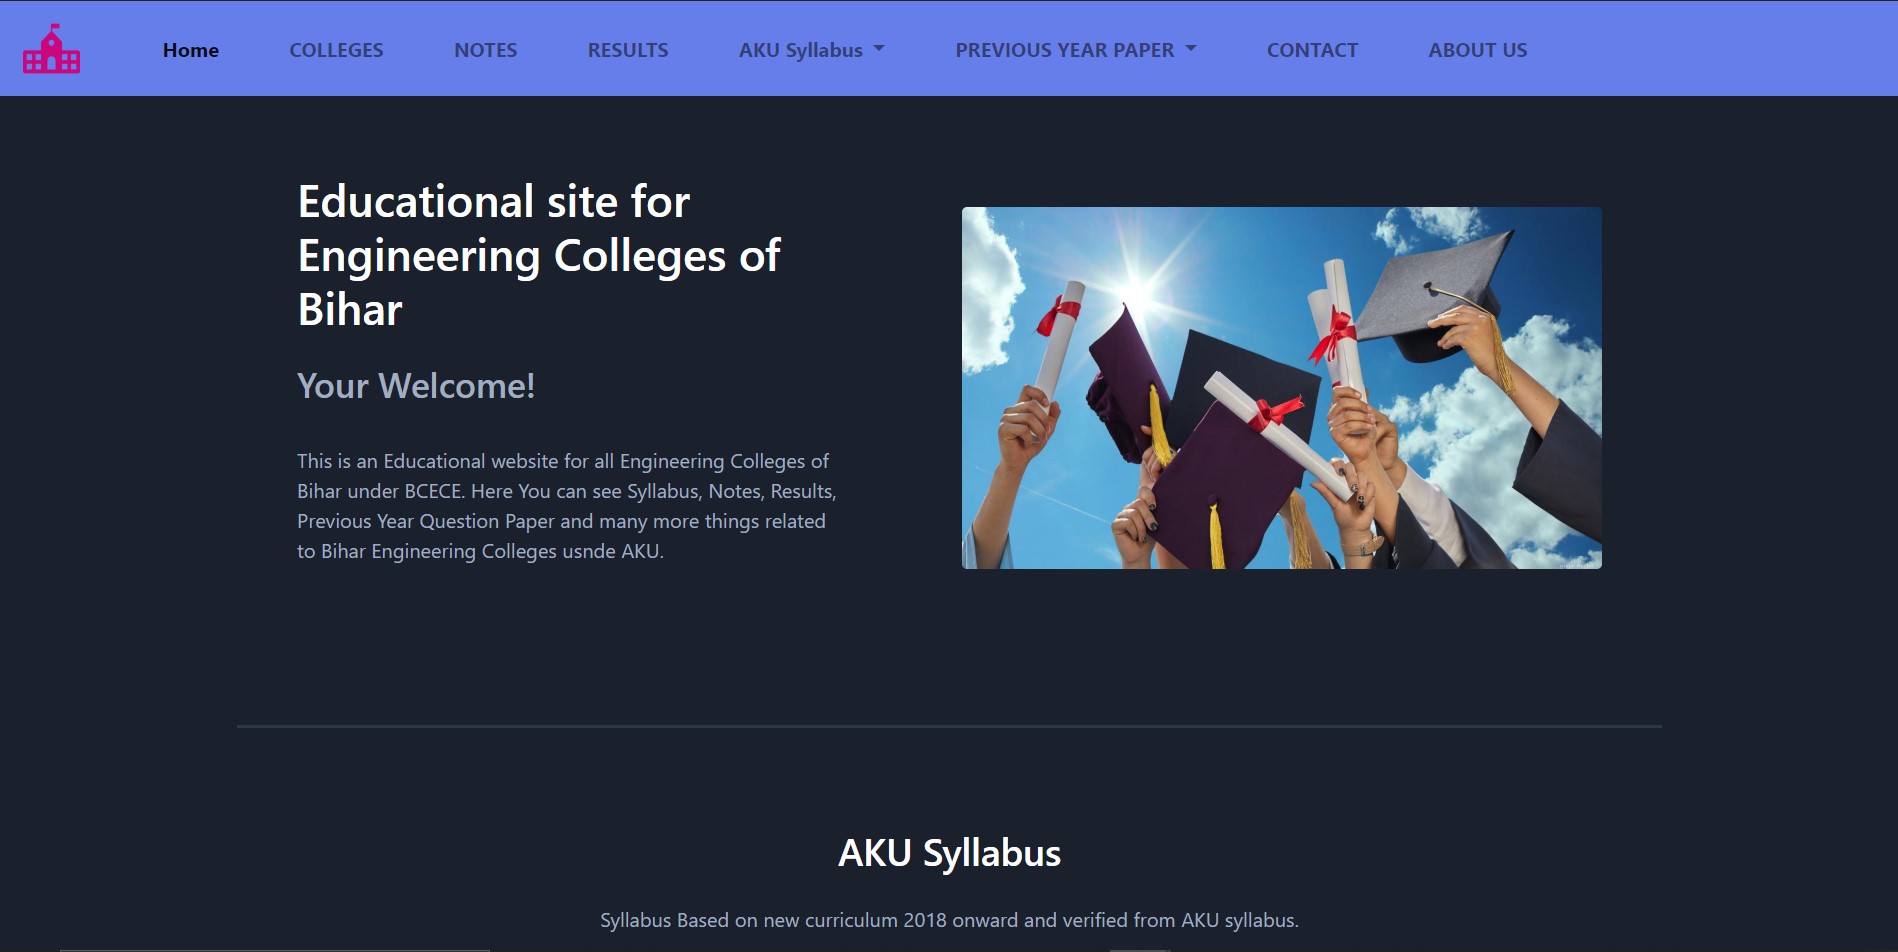 Home COLLEGES NOTES RESULTS AKU Syllabus PREVIOUS YEAR PAPER CONTACT ABOUT US
Educational site for
Engineering Colleges of
Bihar
Your Welcome!
This is an Educational website for all Engineering Colleges of
Bihar under BCECE. Here You can see Syllabus, Notes, Results,
Previous Year Question Paper and many more things related
to Bihar Engineering Colleges usnde AKU.
AKU Syllabus
Syllabus Based on new curriculum 2018 onward and verified from AKU syllabus.